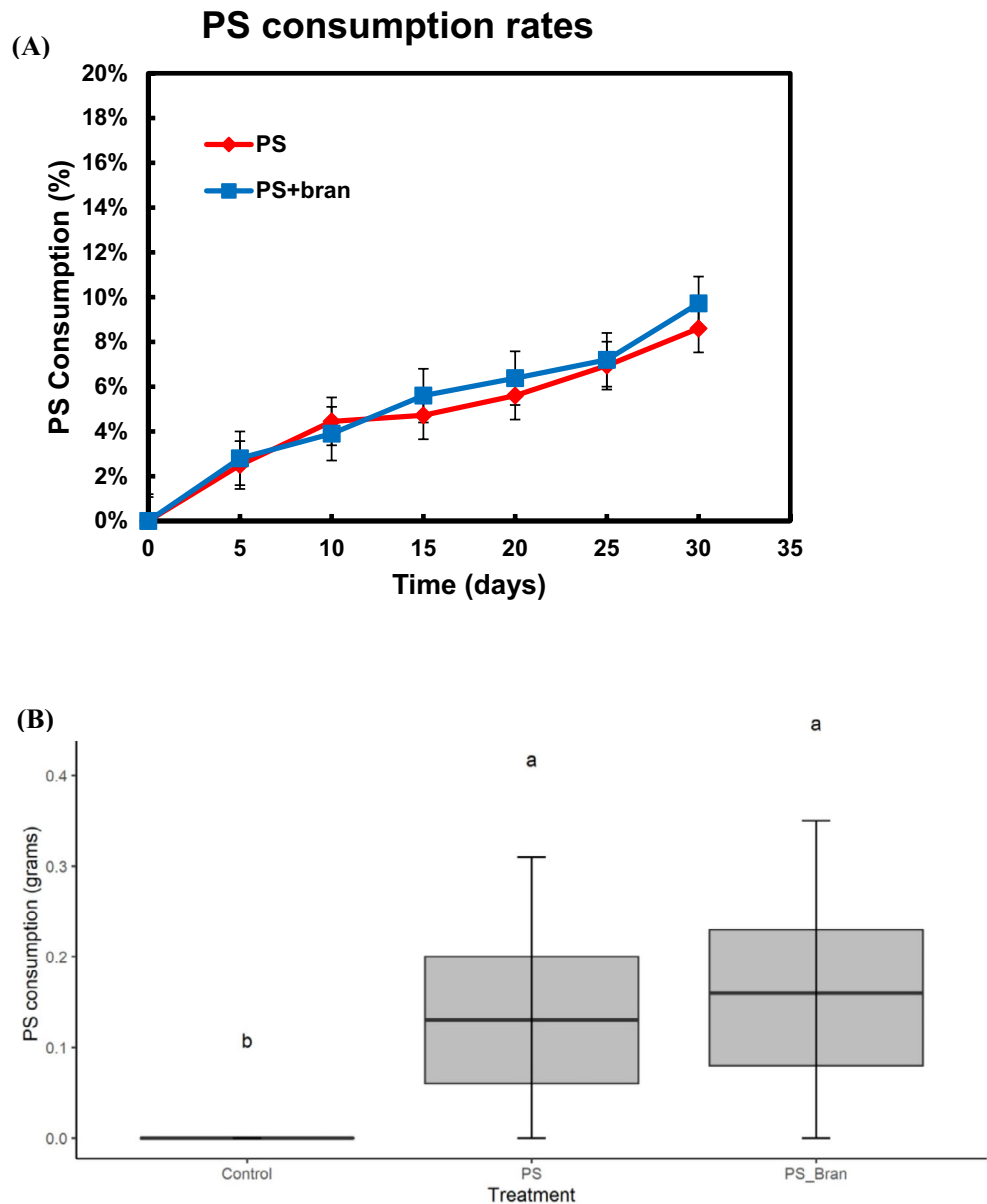 PS consumption rates
(A)
20%
18%
16%
14%
12%
10%
8%
6%
4%
2%
0%
PS Consumption (%)
PS
PS+bran
0 5 10 15 20 25 30 35
Time (days)
(B)
0.4
0.3
0.2
0.1
0.0
PS consumption (grams)
b
a
a
Control PS PS_Bran
Treatment